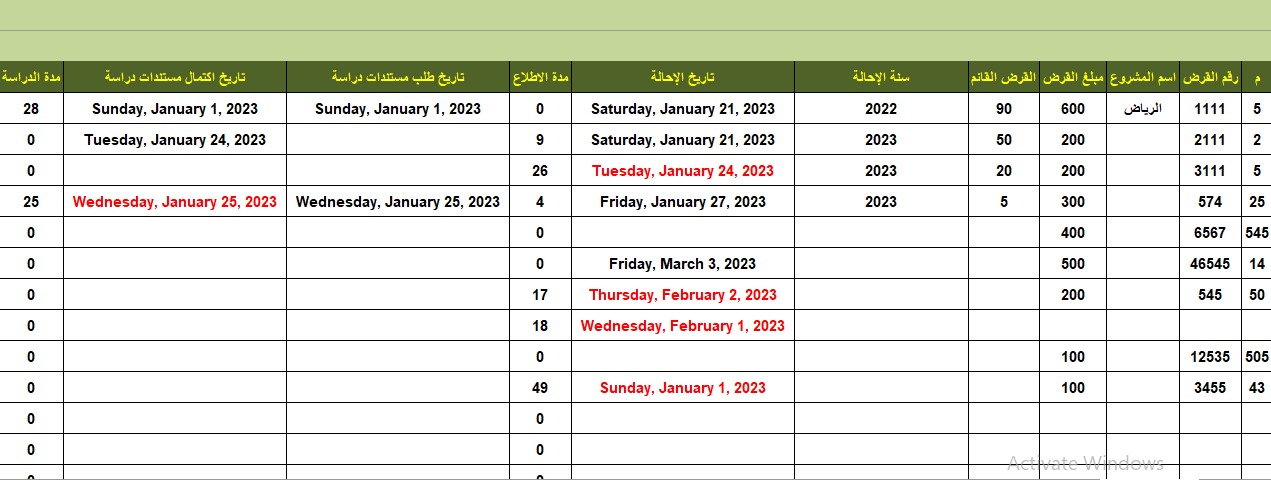 م رقم القرض اسم المشروع مبلغ القرض القرض القائم سنة الإحالة تاريخ الإحالة مدة الاطلاع تاريخ طلب مستندات دراسة تاريخ اكتمال مستندات دراسة مدة الدراسة
5 1111 الرياض 600 90 2022 Saturday, January 21, 2023 0 Sunday, January 1, 2023 Sunday, January 1, 2023 28
2 2111 200 50 2023 Saturday, January 21, 2023 9 Tuesday, January 24, 2023 0
5 3111 200 20 2023 Tuesday, January 24, 2023 26 0
25 574 300 5 2023 Friday, January 27, 2023 4 Wednesday, January 25, 2023 Wednesday, January 25, 2023 25
545 6567 400 0 0
14 46545 500 Friday, March 3, 2023 0 0
50 545 200 Thursday, February 2, 2023 17 0
Wednesday, February 1, 2023 18 0
505 12535 100 0 0
43 3455 100 Sunday, January 1, 2023 49 0
0 0
0 0
Activate Windows